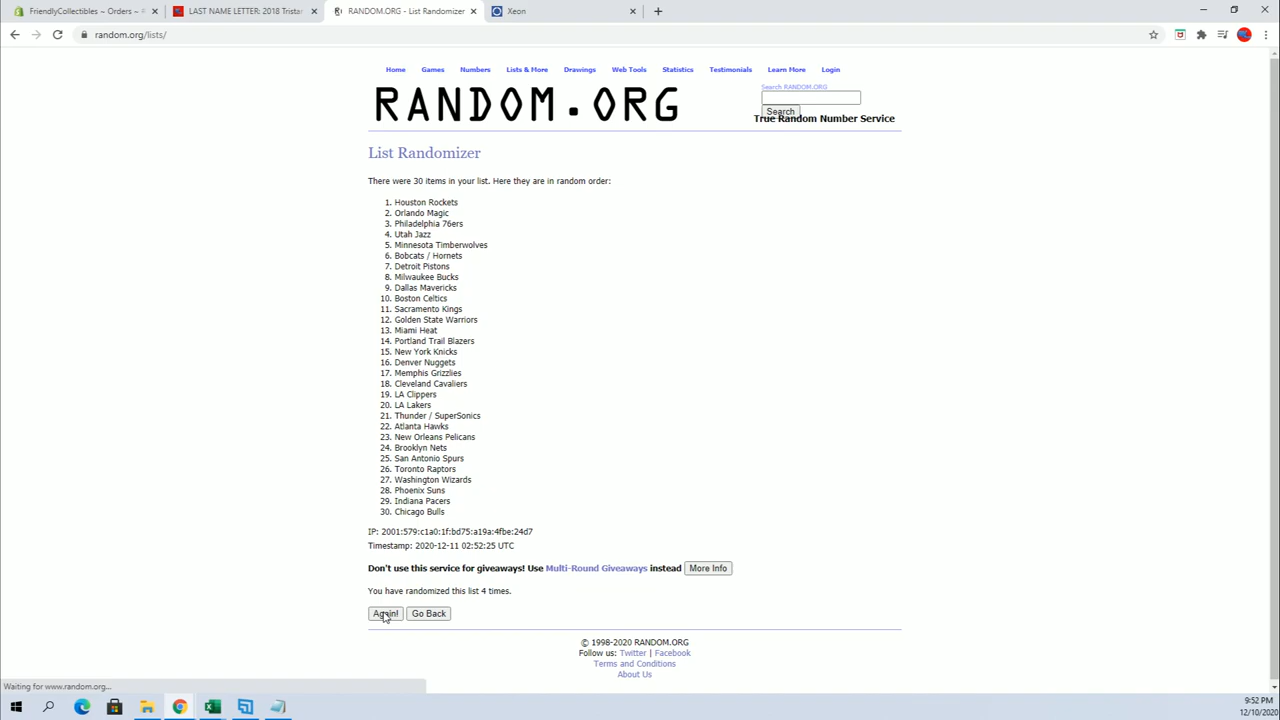 FriendlyCollectibles ~ Orders ~
LAST NAME LETTER: 2018 Tristar
RANDOM.ORG - List Randomizer
Xeon
random.org/lists/
Home Games Numbers Lists & More Drawings Web Tools Statistics Testimonials Learn More Login
RANDOM.ORG
Search RANDOM.ORG
Search
True Random Number Service
List Randomizer
There were 30 items in your list. Here they are in random order:
1. Houston Rockets
2. Orlando Magic
3. Philadelphia 76ers
4. Utah Jazz
5. Minnesota Timberwolves
6. Bobcats / Hornets
7. Detroit Pistons
8. Milwaukee Bucks
9. Dallas Mavericks
10. Boston Celtics
11. Sacramento Kings
12. Golden State Warriors
13. Miami Heat
14. Portland Trail Blazers
15. New York Knicks
16. Denver Nuggets
17. Memphis Grizzlies
18. Cleveland Cavaliers
19. LA Clippers
20. LA Lakers
21. Thunder / SuperSonics
22. Atlanta Hawks
23. New Orleans Pelicans
24. Brooklyn Nets
25. San Antonio Spurs
26. Toronto Raptors
27. Washington Wizards
28. Phoenix Suns
29. Indiana Pacers
30. Chicago Bulls
IP: 2001:579:c1a0:1f:bd75:a19a:4fbe:24d7
Timestamp: 2020-12-11 02:52:25 UTC
Don't use this service for giveaways! Use Multi-Round Giveaways instead More Info
You have randomized this list 4 times.
Again! Go Back
© 1998-2020 RANDOM.ORG
Follow us: Twitter | Facebook
Terms and Conditions
About Us
Waiting for www.random.org...
9:52 PM
12/10/2020